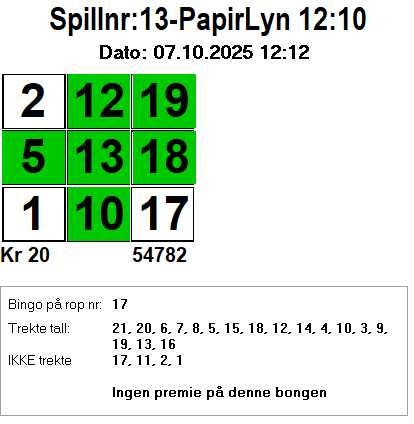 Spillnr:13-PapirLyn 12:10
Dato: 07.10.2025 12:12
2 12 19
5 13 18
1 10 17
Kr 20 54782
Bingo på rop nr: 17
Trekte tall: 21, 20, 6, 7, 8, 5, 15, 18, 12, 14, 4, 10, 3, 9,
19, 13, 16
IKKE trekte 17, 11, 2, 1
Ingen premie på denne bongen